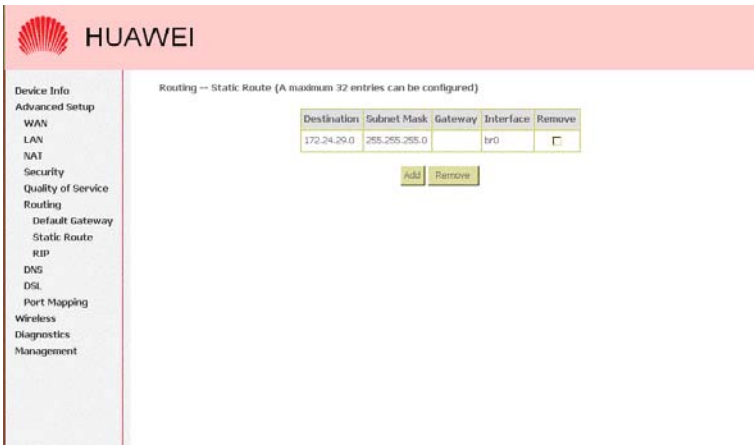 HUAWEI
Device Info
Advanced Setup
WAN
LAN
NAT
Security
Quality of Service
Routing
Default Gateway
Static Route
RIP
DNS
DSL
Port Mapping
Wireless
Diagnostics
Management
Routing -- Static Route (A maximum 32 entries can be configured)
Destination Subnet Mask Gateway Interface Remove
172.24.29.0 255.255.255.0 br0
Add Remove